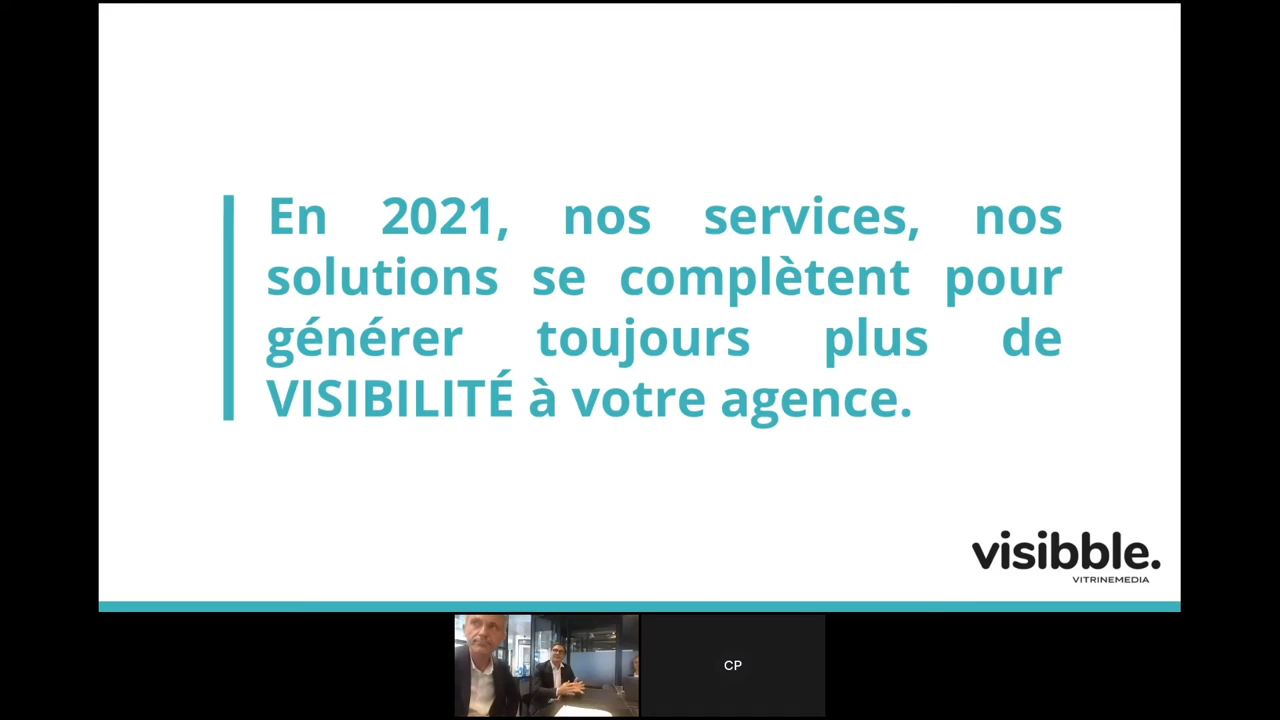 En 2021, nos services, nos
solutions se complètent pour
générer toujours plus de
VISIBILITÉ à votre agence.
visibble.
VITRINEMEDIA
CP